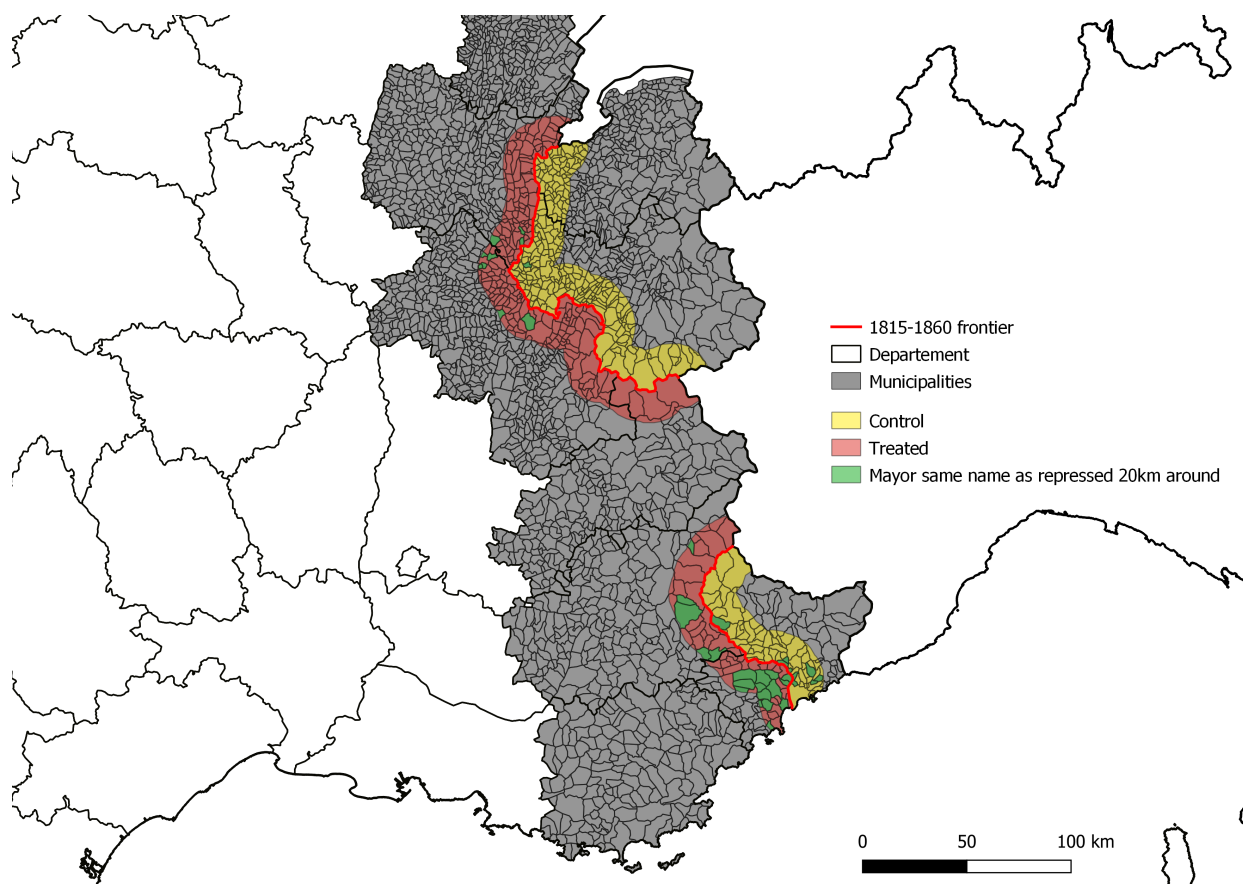 1815-1860 frontier
Departement
Municipalities
Control
Treated
Mayor same name as repressed 20km around
0 50 100 km